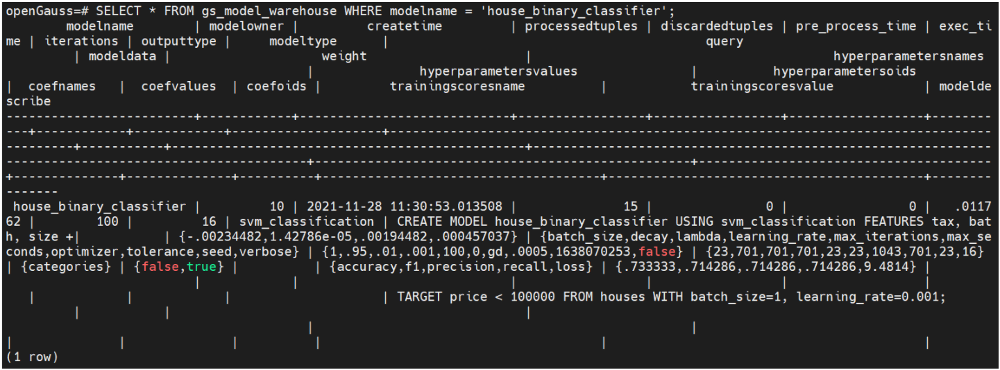 openGauss=# SELECT * FROM gs_model_warehouse WHERE modelname = 'house_binary_classifier';
        modelname        | modelowner |         createtime         | processedtuples | discardedtuples | pre_process_time | exec_ti
me | iterations | outputtype |     modeltype      |                                          query
         | modeldata |                    weight                     |                                        hyperparametersnames
                                        |              hyperparametersvalues               |          hyperparametersoids
|  coefnames   |  coefvalues  | coefoids |         trainingscoresname          |           trainingscoresvalue            | modelde
scribe
-------------------------+------------+----------------------------+-----------------+-----------------+------------------+--------
---+------------+------------+--------------------+--------------------------------------------------------------------------------
---------+-----------+-----------------------------------------------+-------------------------------------------------------------
----------------------------------------+--------------------------------------------------+---------------------------------------
+--------------+--------------+----------+-------------------------------------+------------------------------------------+--------
-------
 house_binary_classifier |         10 | 2021-11-28 11:30:53.013508 |              15 |               0 |                0 |   .0117
62 |        100 |         16 | svm_classification | CREATE MODEL house_binary_classifier USING svm_classification FEATURES tax, bat
h, size +|           | {-.00234482,1.42786e-05,.00194482,.000457037} | {batch_size,decay,lambda,learning_rate,max_iterations,max_se
conds,optimizer,tolerance,seed,verbose} | {1,.95,.01,.001,100,0,gd,.0005,1638070253,false} | {23,701,701,701,23,23,1043,701,23,16}
| {categories} | {false,true} |          | {accuracy,f1,precision,recall,loss} | {.733333,.714286,.714286,.714286,9.4814} |
                         |            |                            |                 |                 |                  |
   |            |            |                    | TARGET price < 100000 FROM houses WITH batch_size=1, learning_rate=0.001;
         |           |                                               |
                                        |                                                  |
|              |              |          |                                     |                                          |
(1 row)